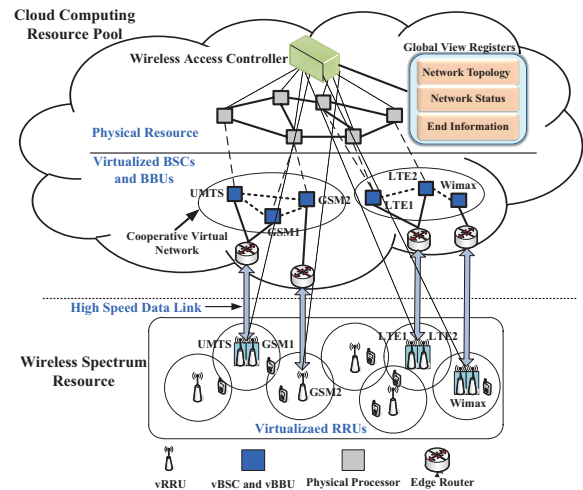 Cloud Computing
Resource Pool
Wireless Access Controller
Global View Registers
Network Topology
Network Status
End Information
Physical Resource
Virtualized BSCs
and BBUs
UMTS
GSM1
GSM2
LTE1
LTE2
Wimax
Cooperative Virtual
Network
High Speed Data Link
Wireless Spectrum
Resource
UMTS
GSM1
GSM2
LTE1
LTE2
Wimax
Virtualizaed RRUs
vRRU
vBSC and vBBU
Physical Processor
Edge Router